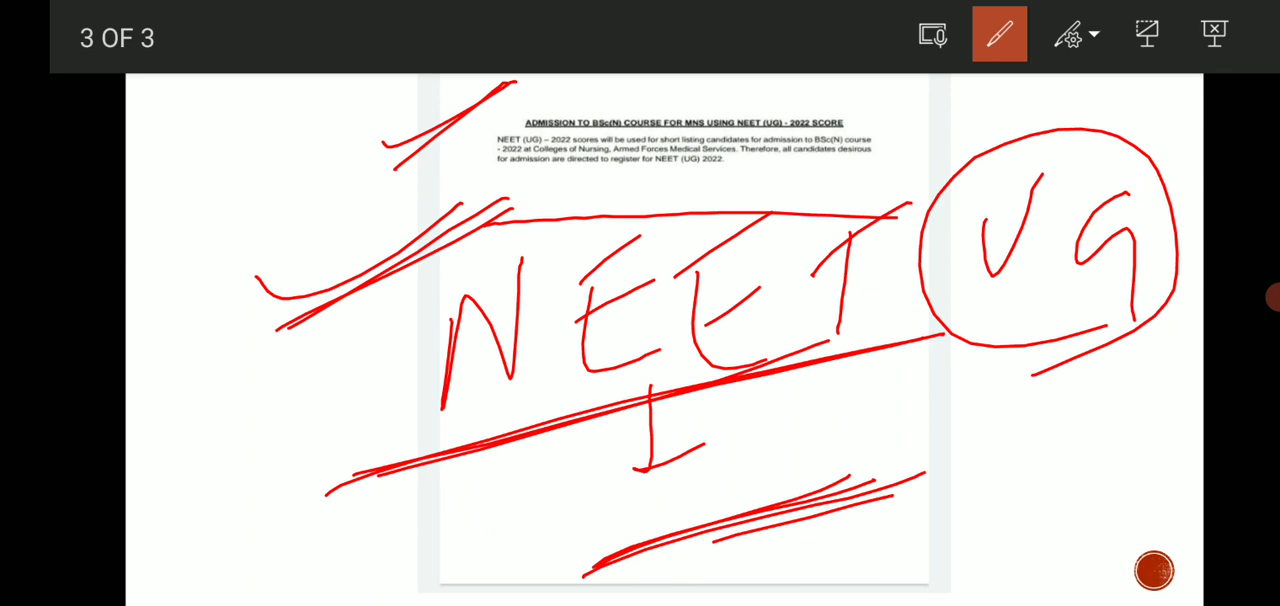 3 OF 3
ADMISSION TO BSc(N) COURSE FOR MNS USING NEET (UG) - 2022 SCORE
NEET (UG) – 2022 scores will be used for short listing candidates for admission to BSc(N) course
- 2022 at Colleges of Nursing, Armed Forces Medical Services. Therefore, all candidates desirous
for admission are directed to register for NEET (UG) 2022.
NEET UG